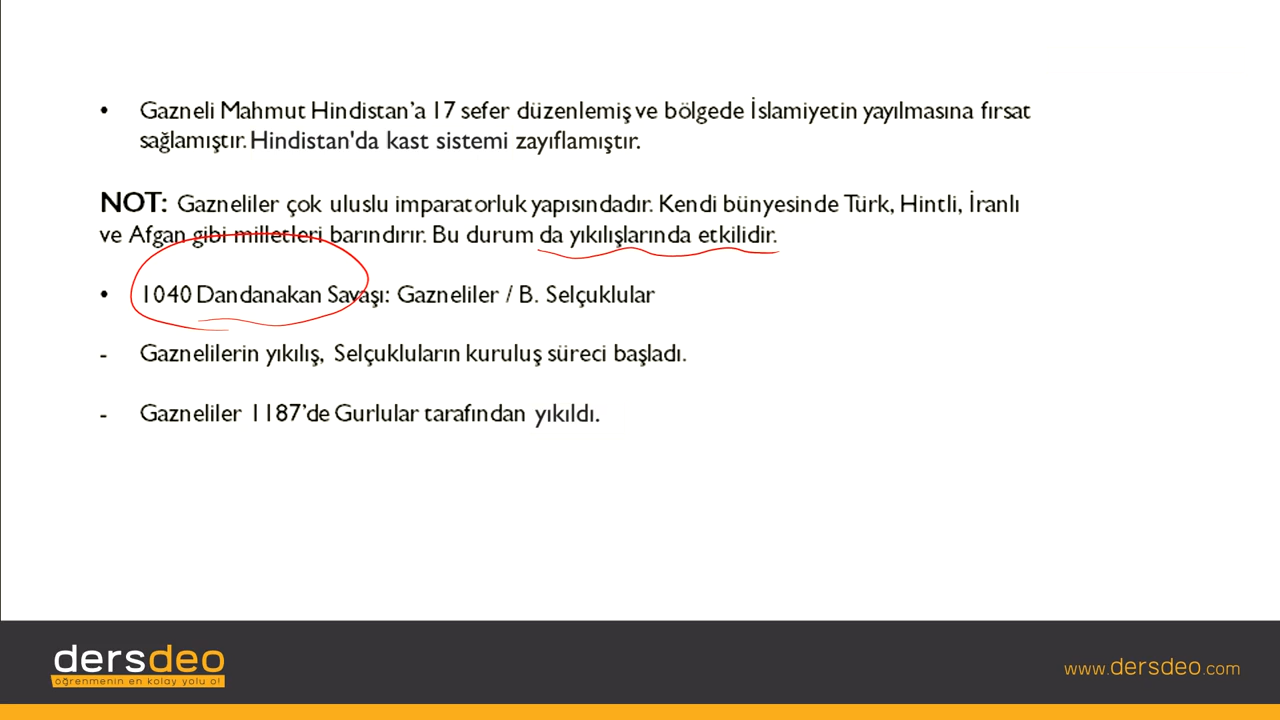 • Gazneli Mahmut Hindistan’a 17 sefer düzenlemiş ve bölgede İslamiyetin yayılmasına fırsat
sağlamıştır. Hindistan'da kast sistemi zayıflamıştır.
NOT: Gazneliler çok uluslu imparatorluk yapısındadır. Kendi bünyesinde Türk, Hintli, İranlı
ve Afgan gibi milletleri barındırır. Bu durum da yıkılışlarında etkilidir.
• 1040 Dandanakan Savaşı: Gazneliler / B. Selçuklular
- Gaznelilerin yıkılış, Selçukluların kuruluş süreci başladı.
- Gazneliler 1187’de Gurlular tarafından yıkıldı.
dersdeo
öğrenmenin en kolay yolu o!
www.dersdeo.com